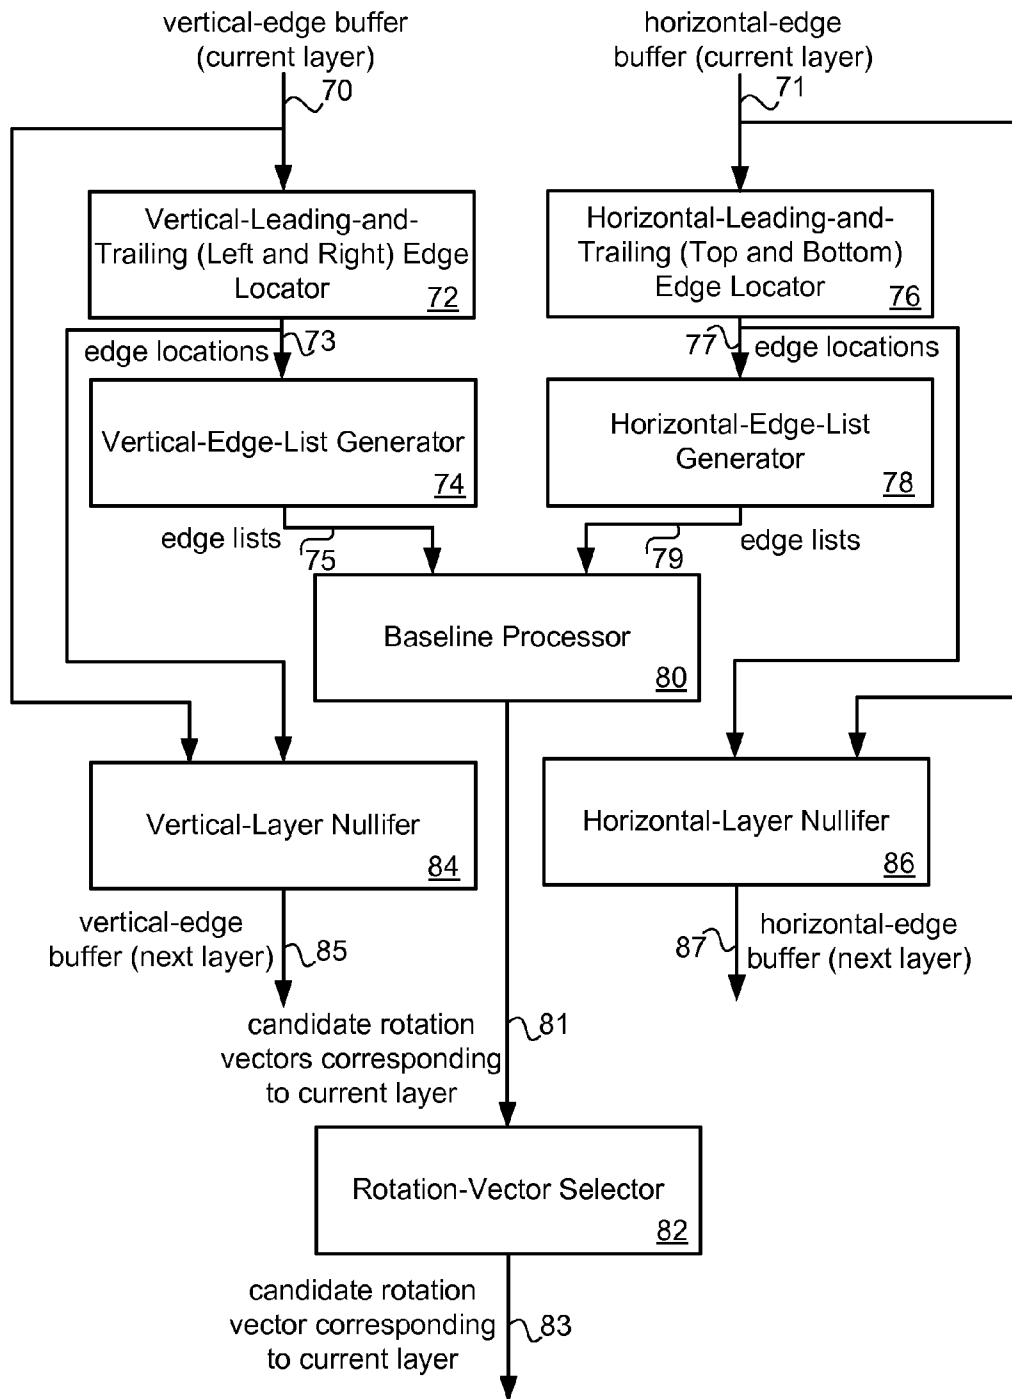 vertical-edge buffer
(current layer)
70
horizontal-edge
buffer (current layer)
71
Vertical-Leading-and-
Trailing (Left and Right) Edge
Locator
72
Horizontal-Leading-and-
Trailing (Top and Bottom)
Edge Locator
76
edge locations
73
77
edge locations
Vertical-Edge-List Generator
74
Horizontal-Edge-List
Generator
78
edge lists
75
79
edge lists
Baseline Processor
80
Vertical-Layer Nullifer
84
Horizontal-Layer Nullifer
86
vertical-edge
buffer (next layer)
85
87
horizontal-edge
buffer (next layer)
candidate rotation
vectors corresponding
to current layer
81
Rotation-Vector Selector
82
candidate rotation
vector corresponding
to current layer
83